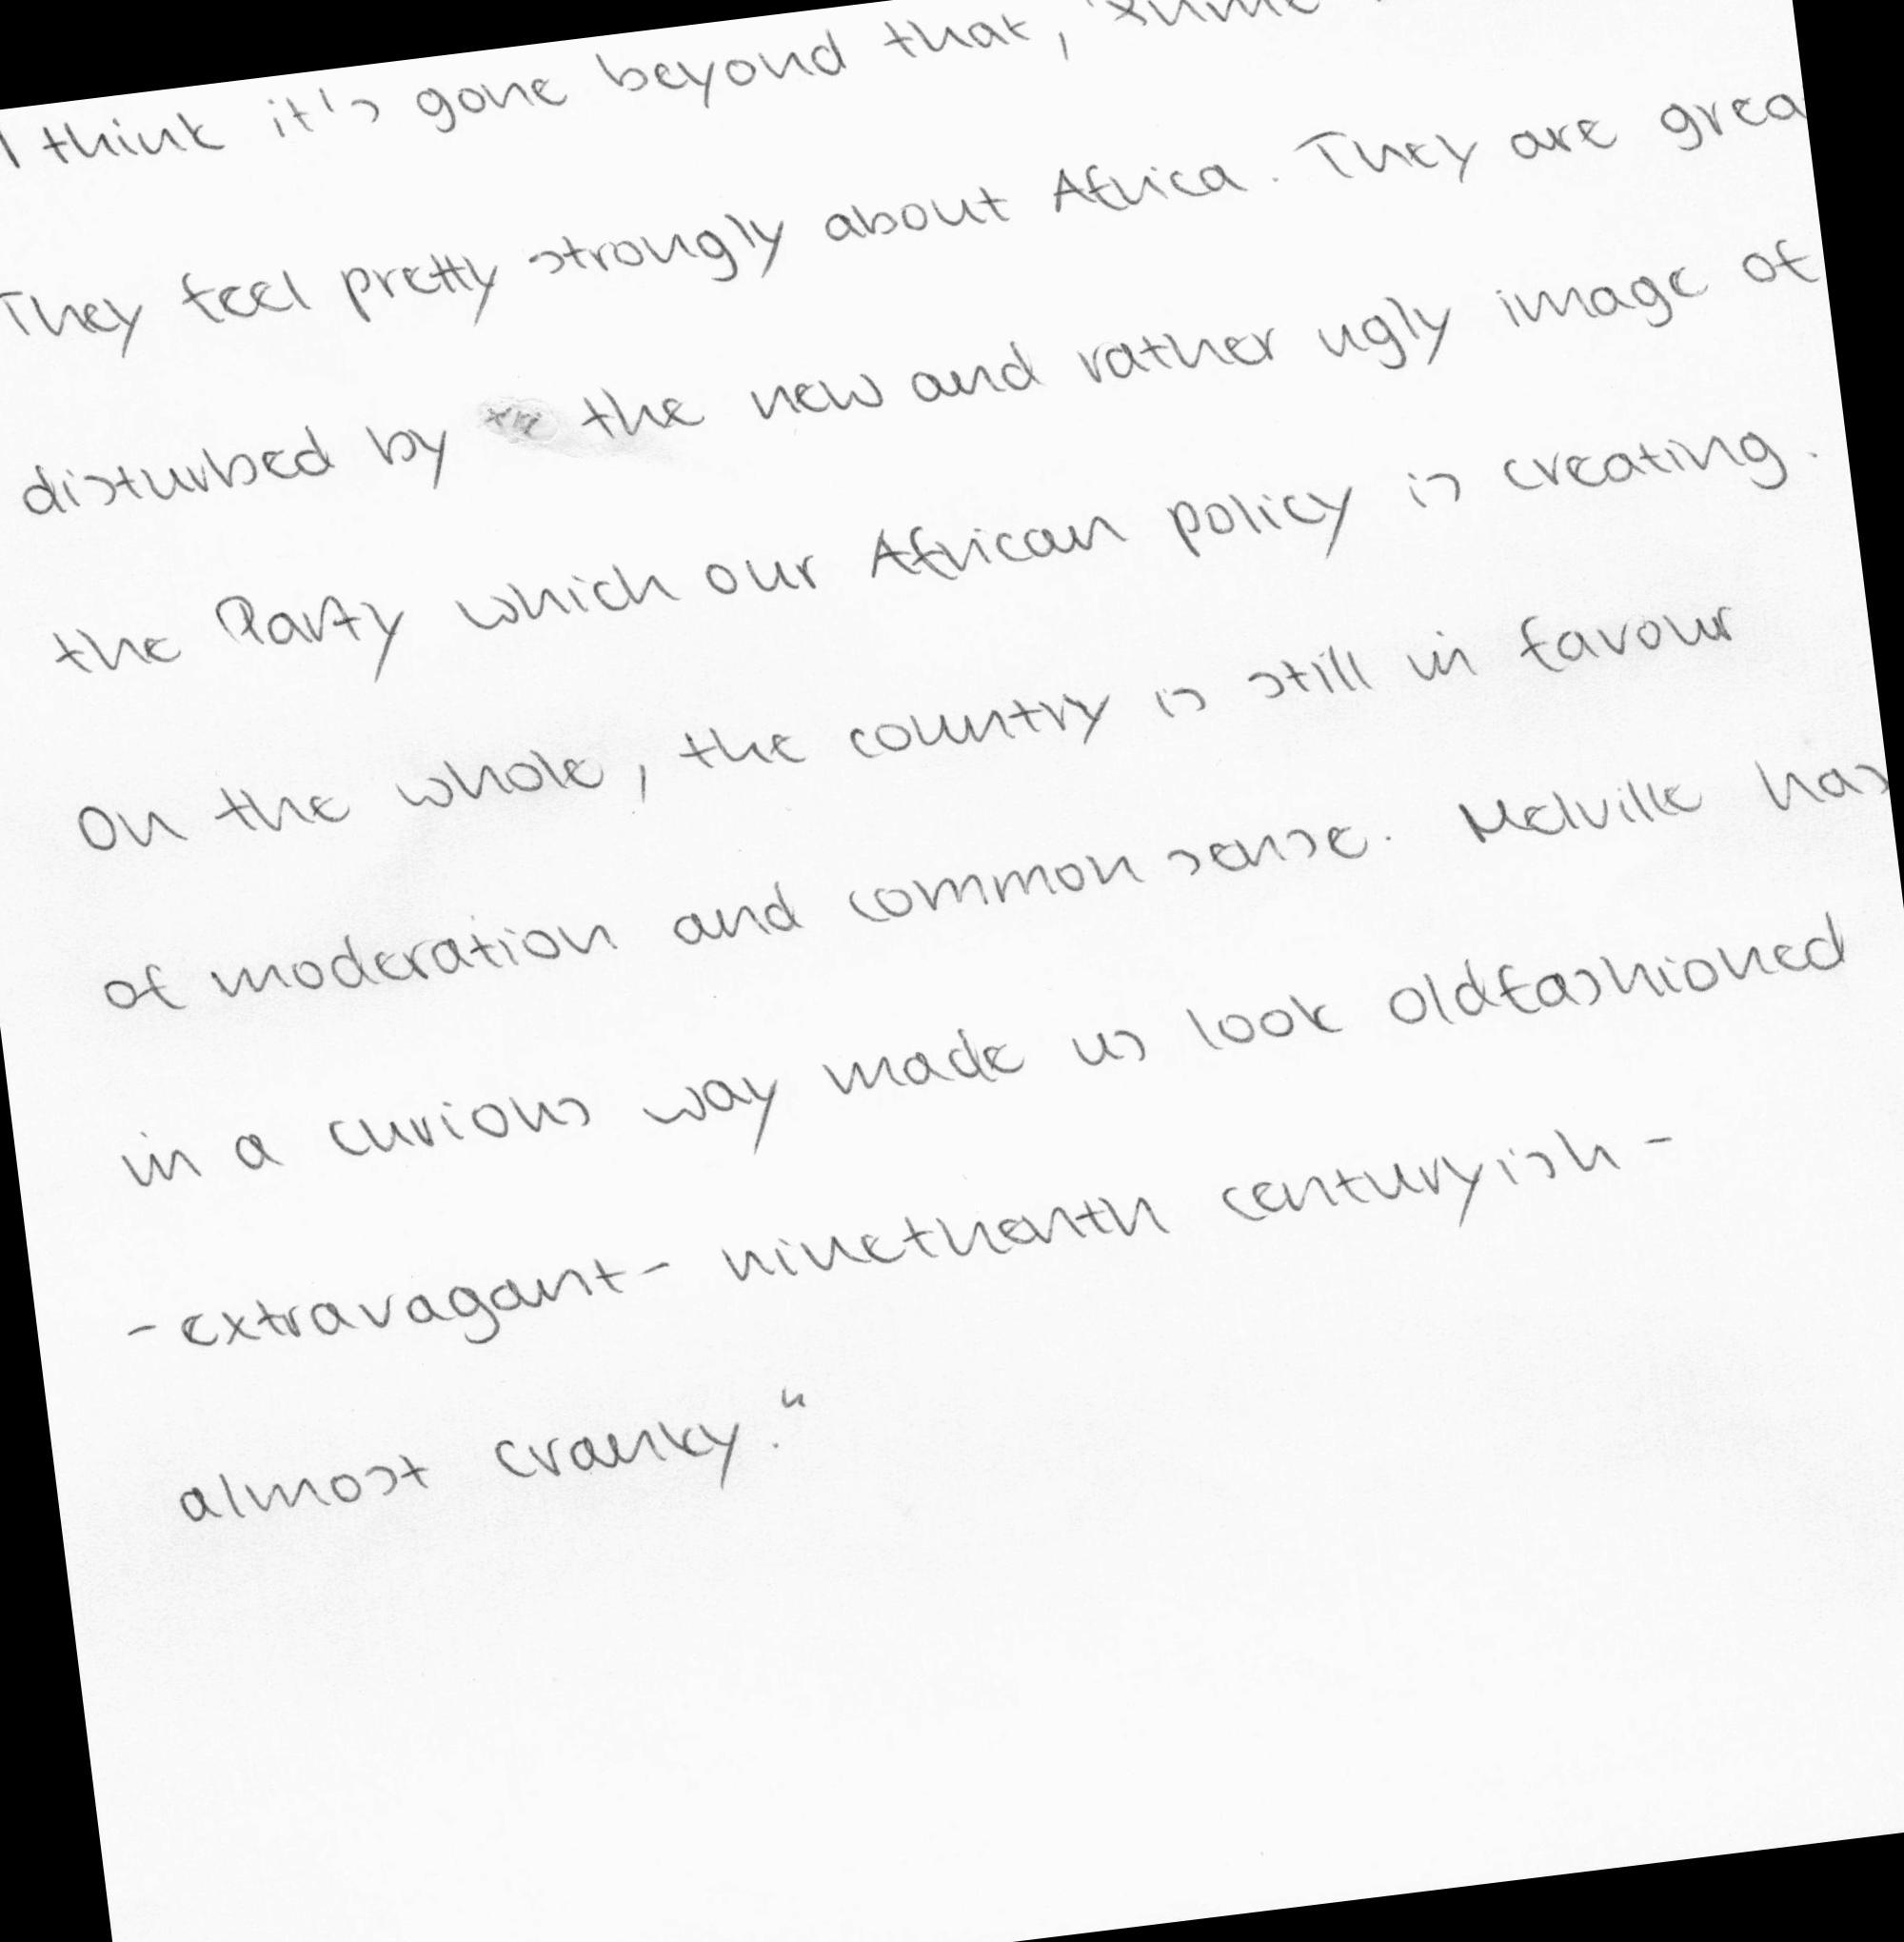 I think it's gone beyond that,
They feel pretty strongly about Africa. They are grea
disturbed by the new and rather ugly image of
the Party which our African policy is creating.
On the whole, the country is still in favour
of moderation and common sense. Melville has
in a curious way made us look oldfashioned
- extravagant - ninethenth centuryish -
almost cranky."